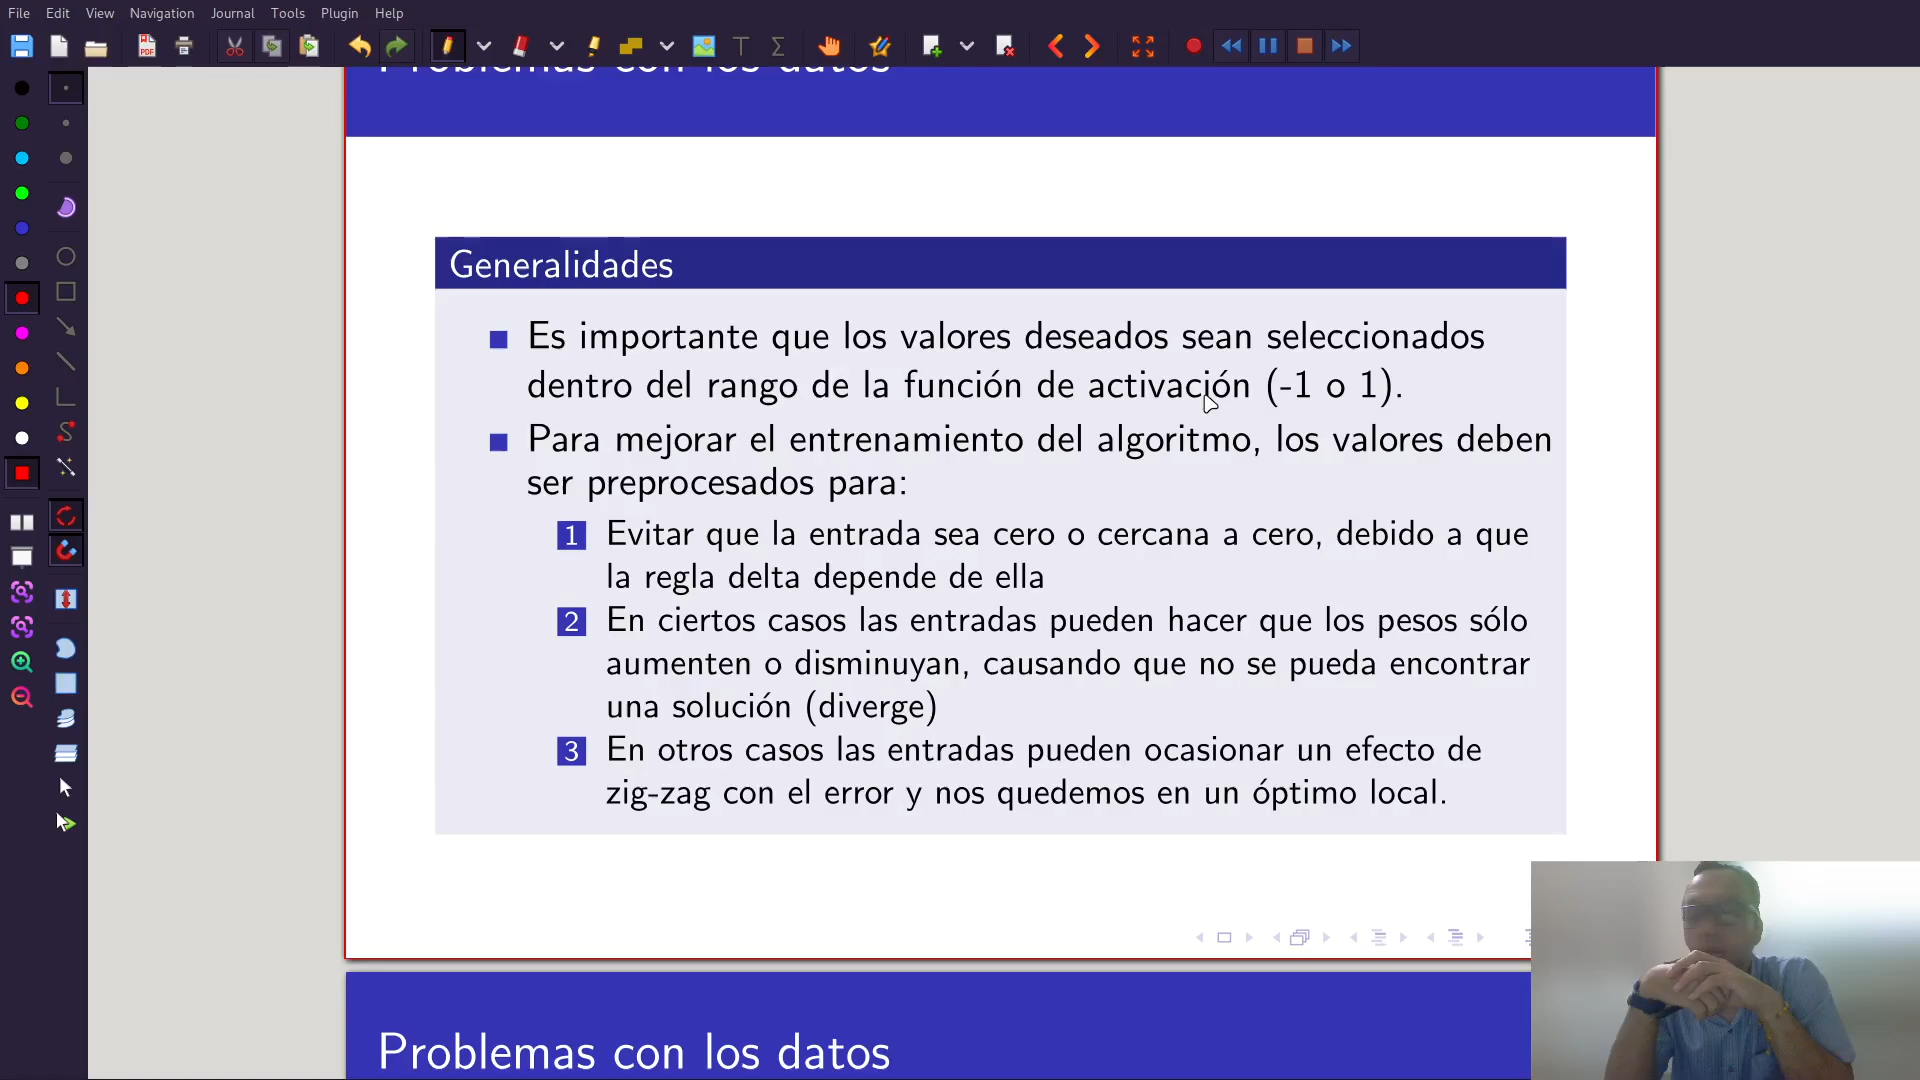 File Edit View Navigation Journal Tools Plugin Help
Problemas con los datos
Generalidades
Es importante que los valores deseados sean seleccionados
dentro del rango de la función de activación (-1 o 1).
Para mejorar el entrenamiento del algoritmo, los valores deben
ser preprocesados para:
1 Evitar que la entrada sea cero o cercana a cero, debido a que
la regla delta depende de ella
2 En ciertos casos las entradas pueden hacer que los pesos sólo
aumenten o disminuyan, causando que no se pueda encontrar
una solución (diverge)
3 En otros casos las entradas pueden ocasionar un efecto de
zig-zag con el error y nos quedemos en un óptimo local.
Problemas con los datos